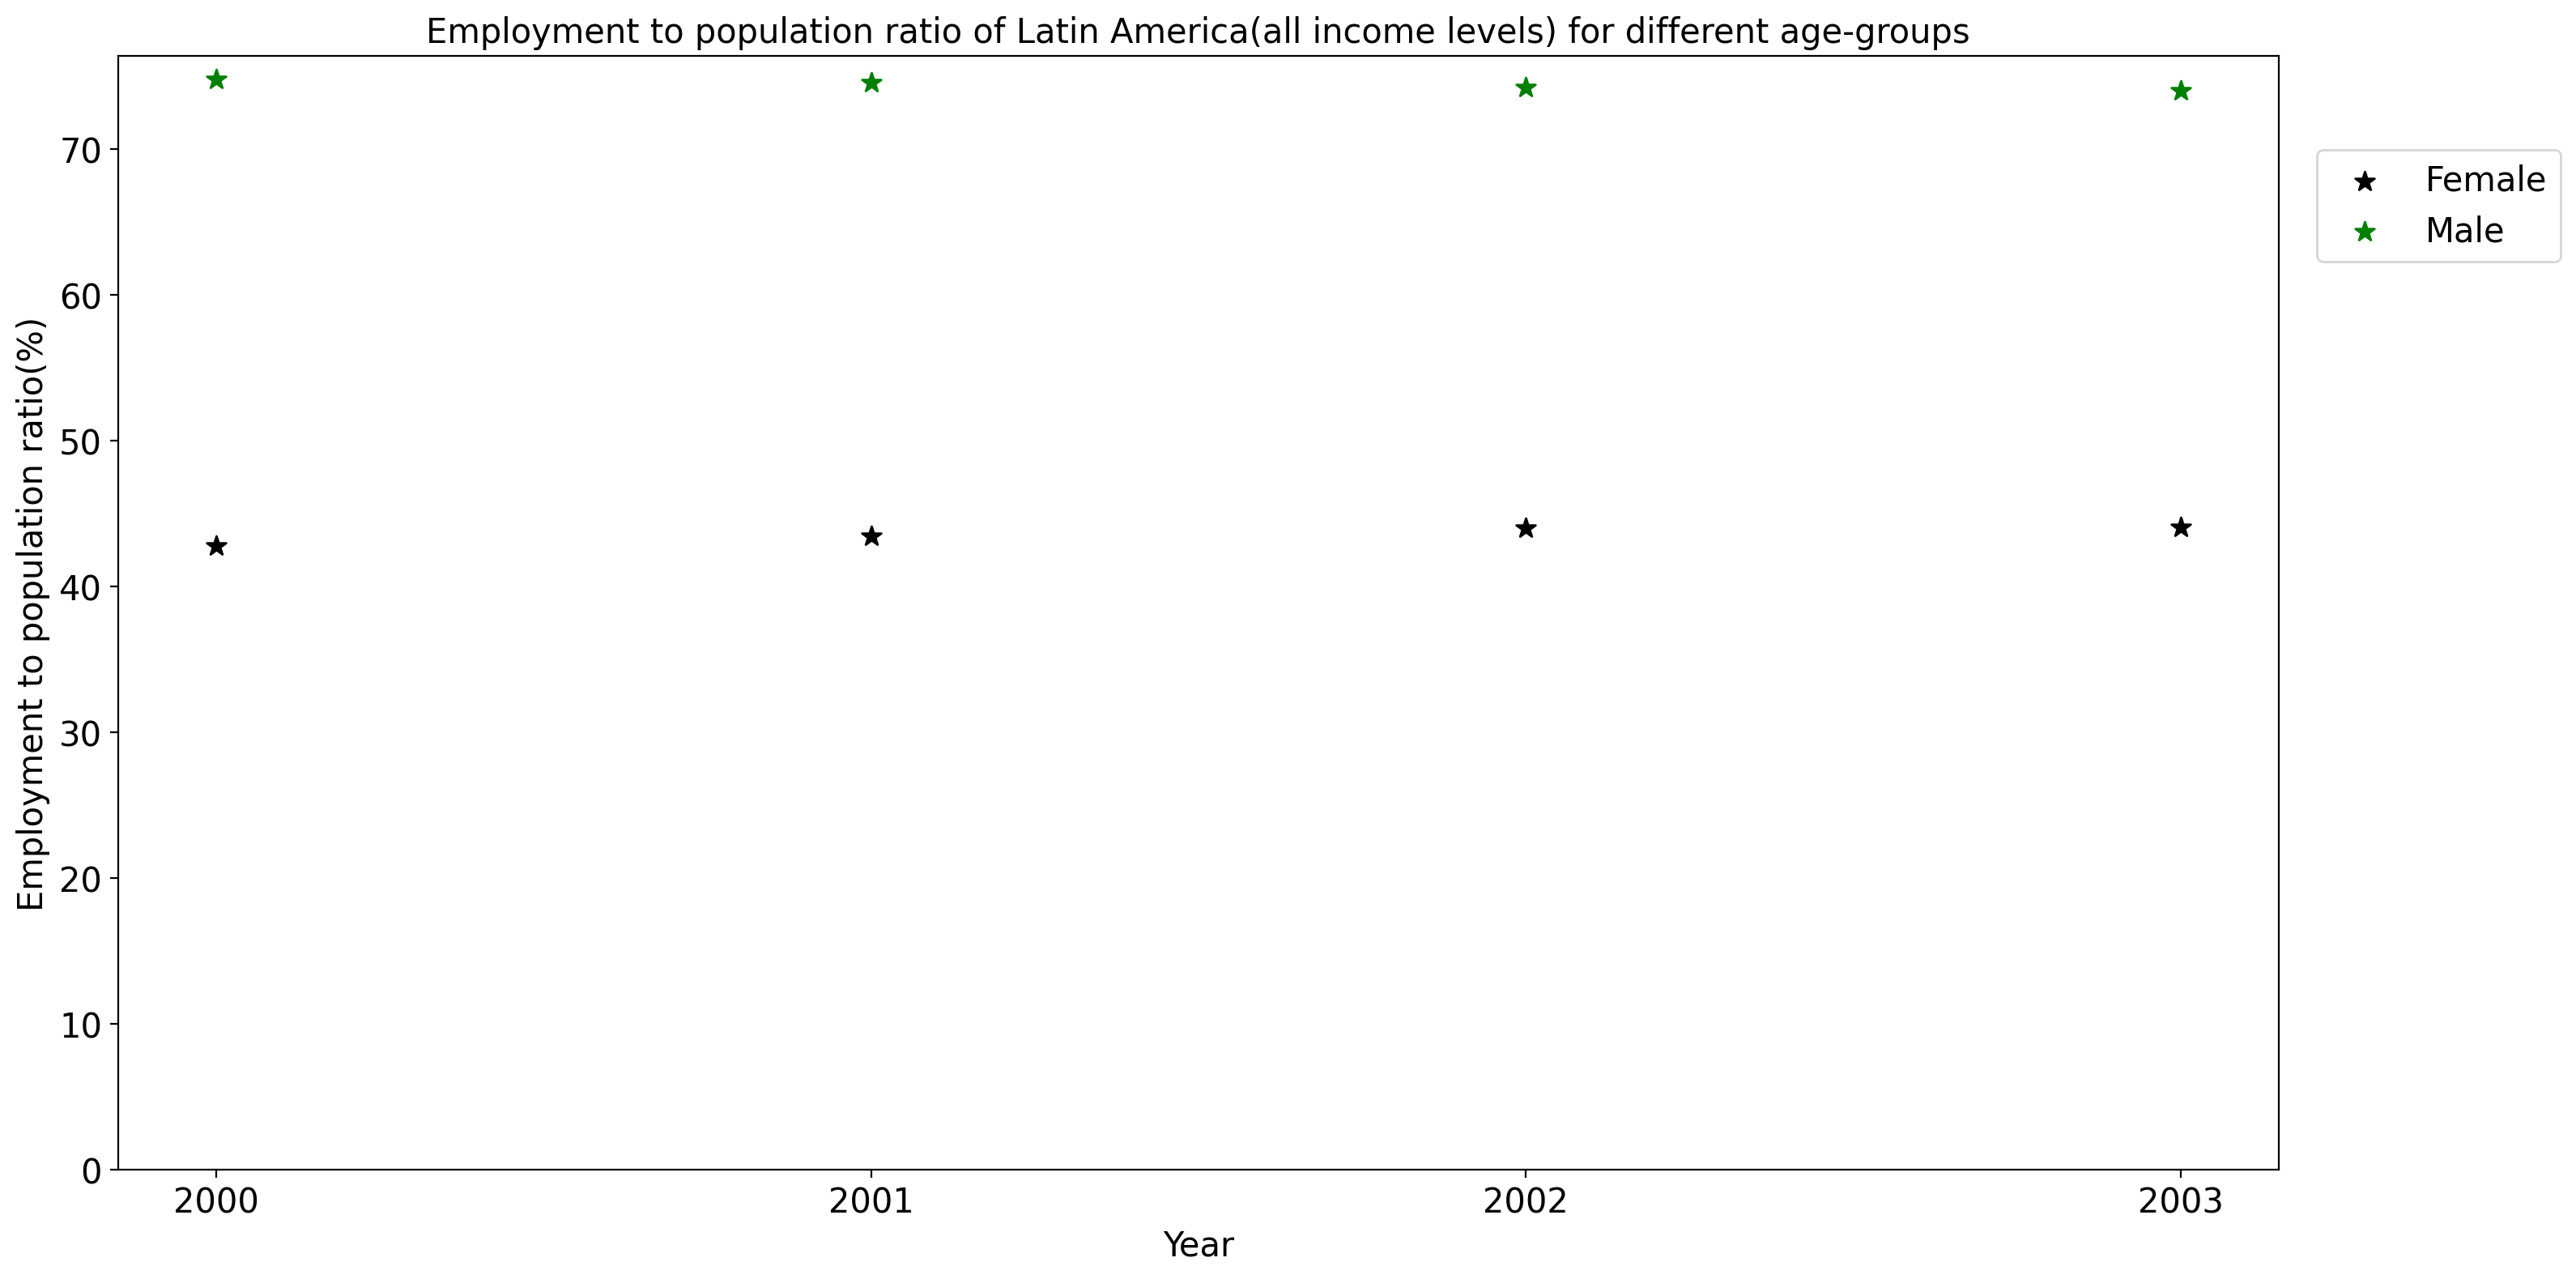 Employment to population ratio of Latin America(all income levels) for different age-groups
Employment to population ratio(%)
70
60
50
40
30
20
10
0
2000 2001 2002 2003
Year
Female
Male